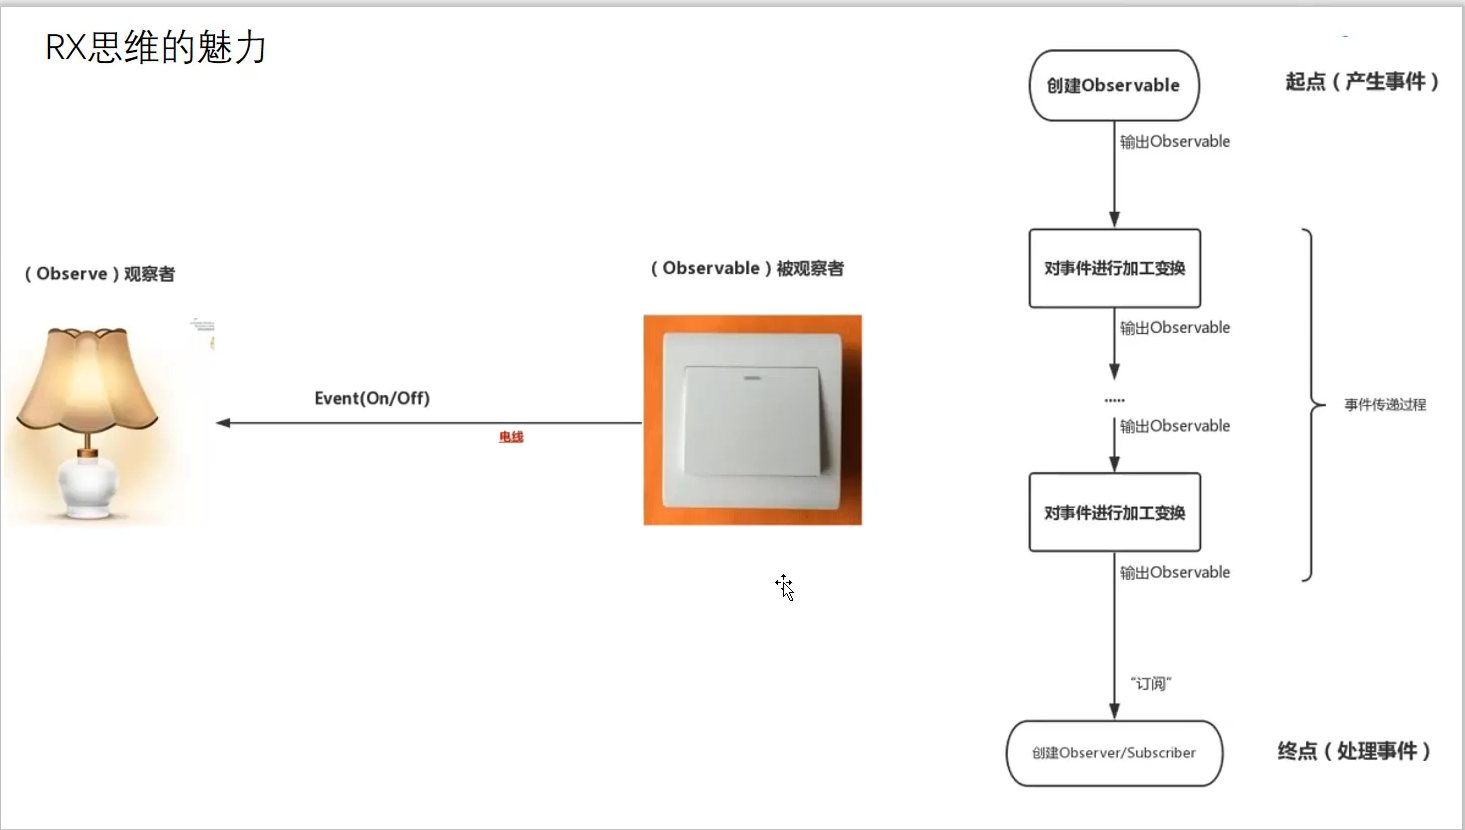 RX思维的魅力
（Observe）观察者
Event(On/Off)
电线
（Observable）被观察者
创建Observable
起点（产生事件）
输出Observable
对事件进行加工变换
输出Observable
.....
输出Observable
事件传递过程
对事件进行加工变换
输出Observable
“订阅”
创建Observer/Subscriber
终点（处理事件）